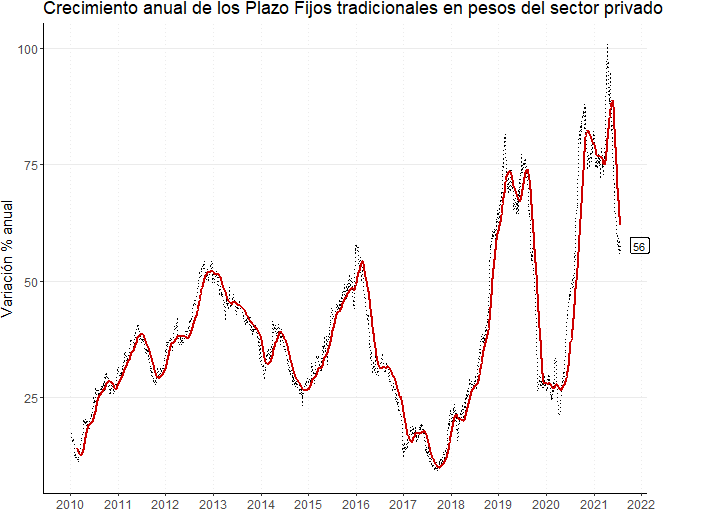 Crecimiento anual de los Plazo Fijos tradicionales en pesos del sector privado
Variación % anual
100
75
50
25
56
2010 2011 2012 2013 2014 2015 2016 2017 2018 2019 2020 2021 2022